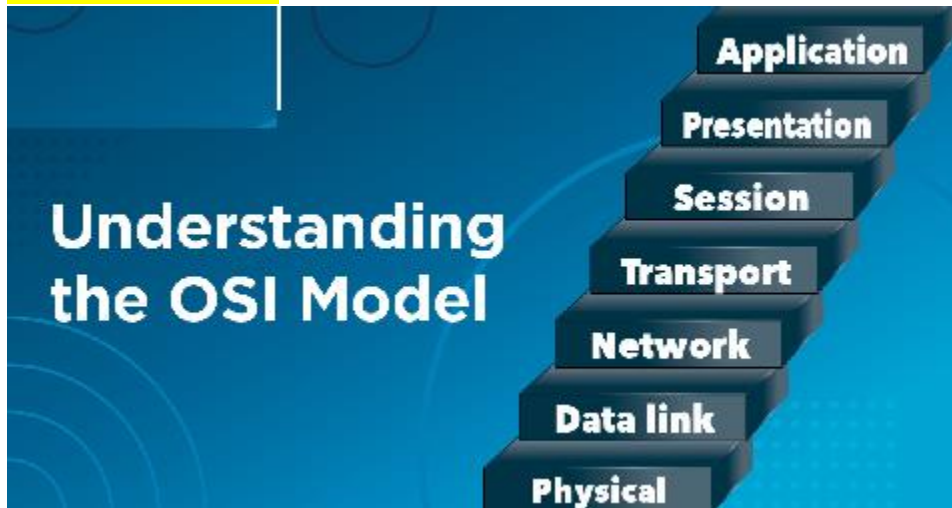 Understanding
the OSI Model
Application
Presentation
Session
Transport
Network
Data link
Physical